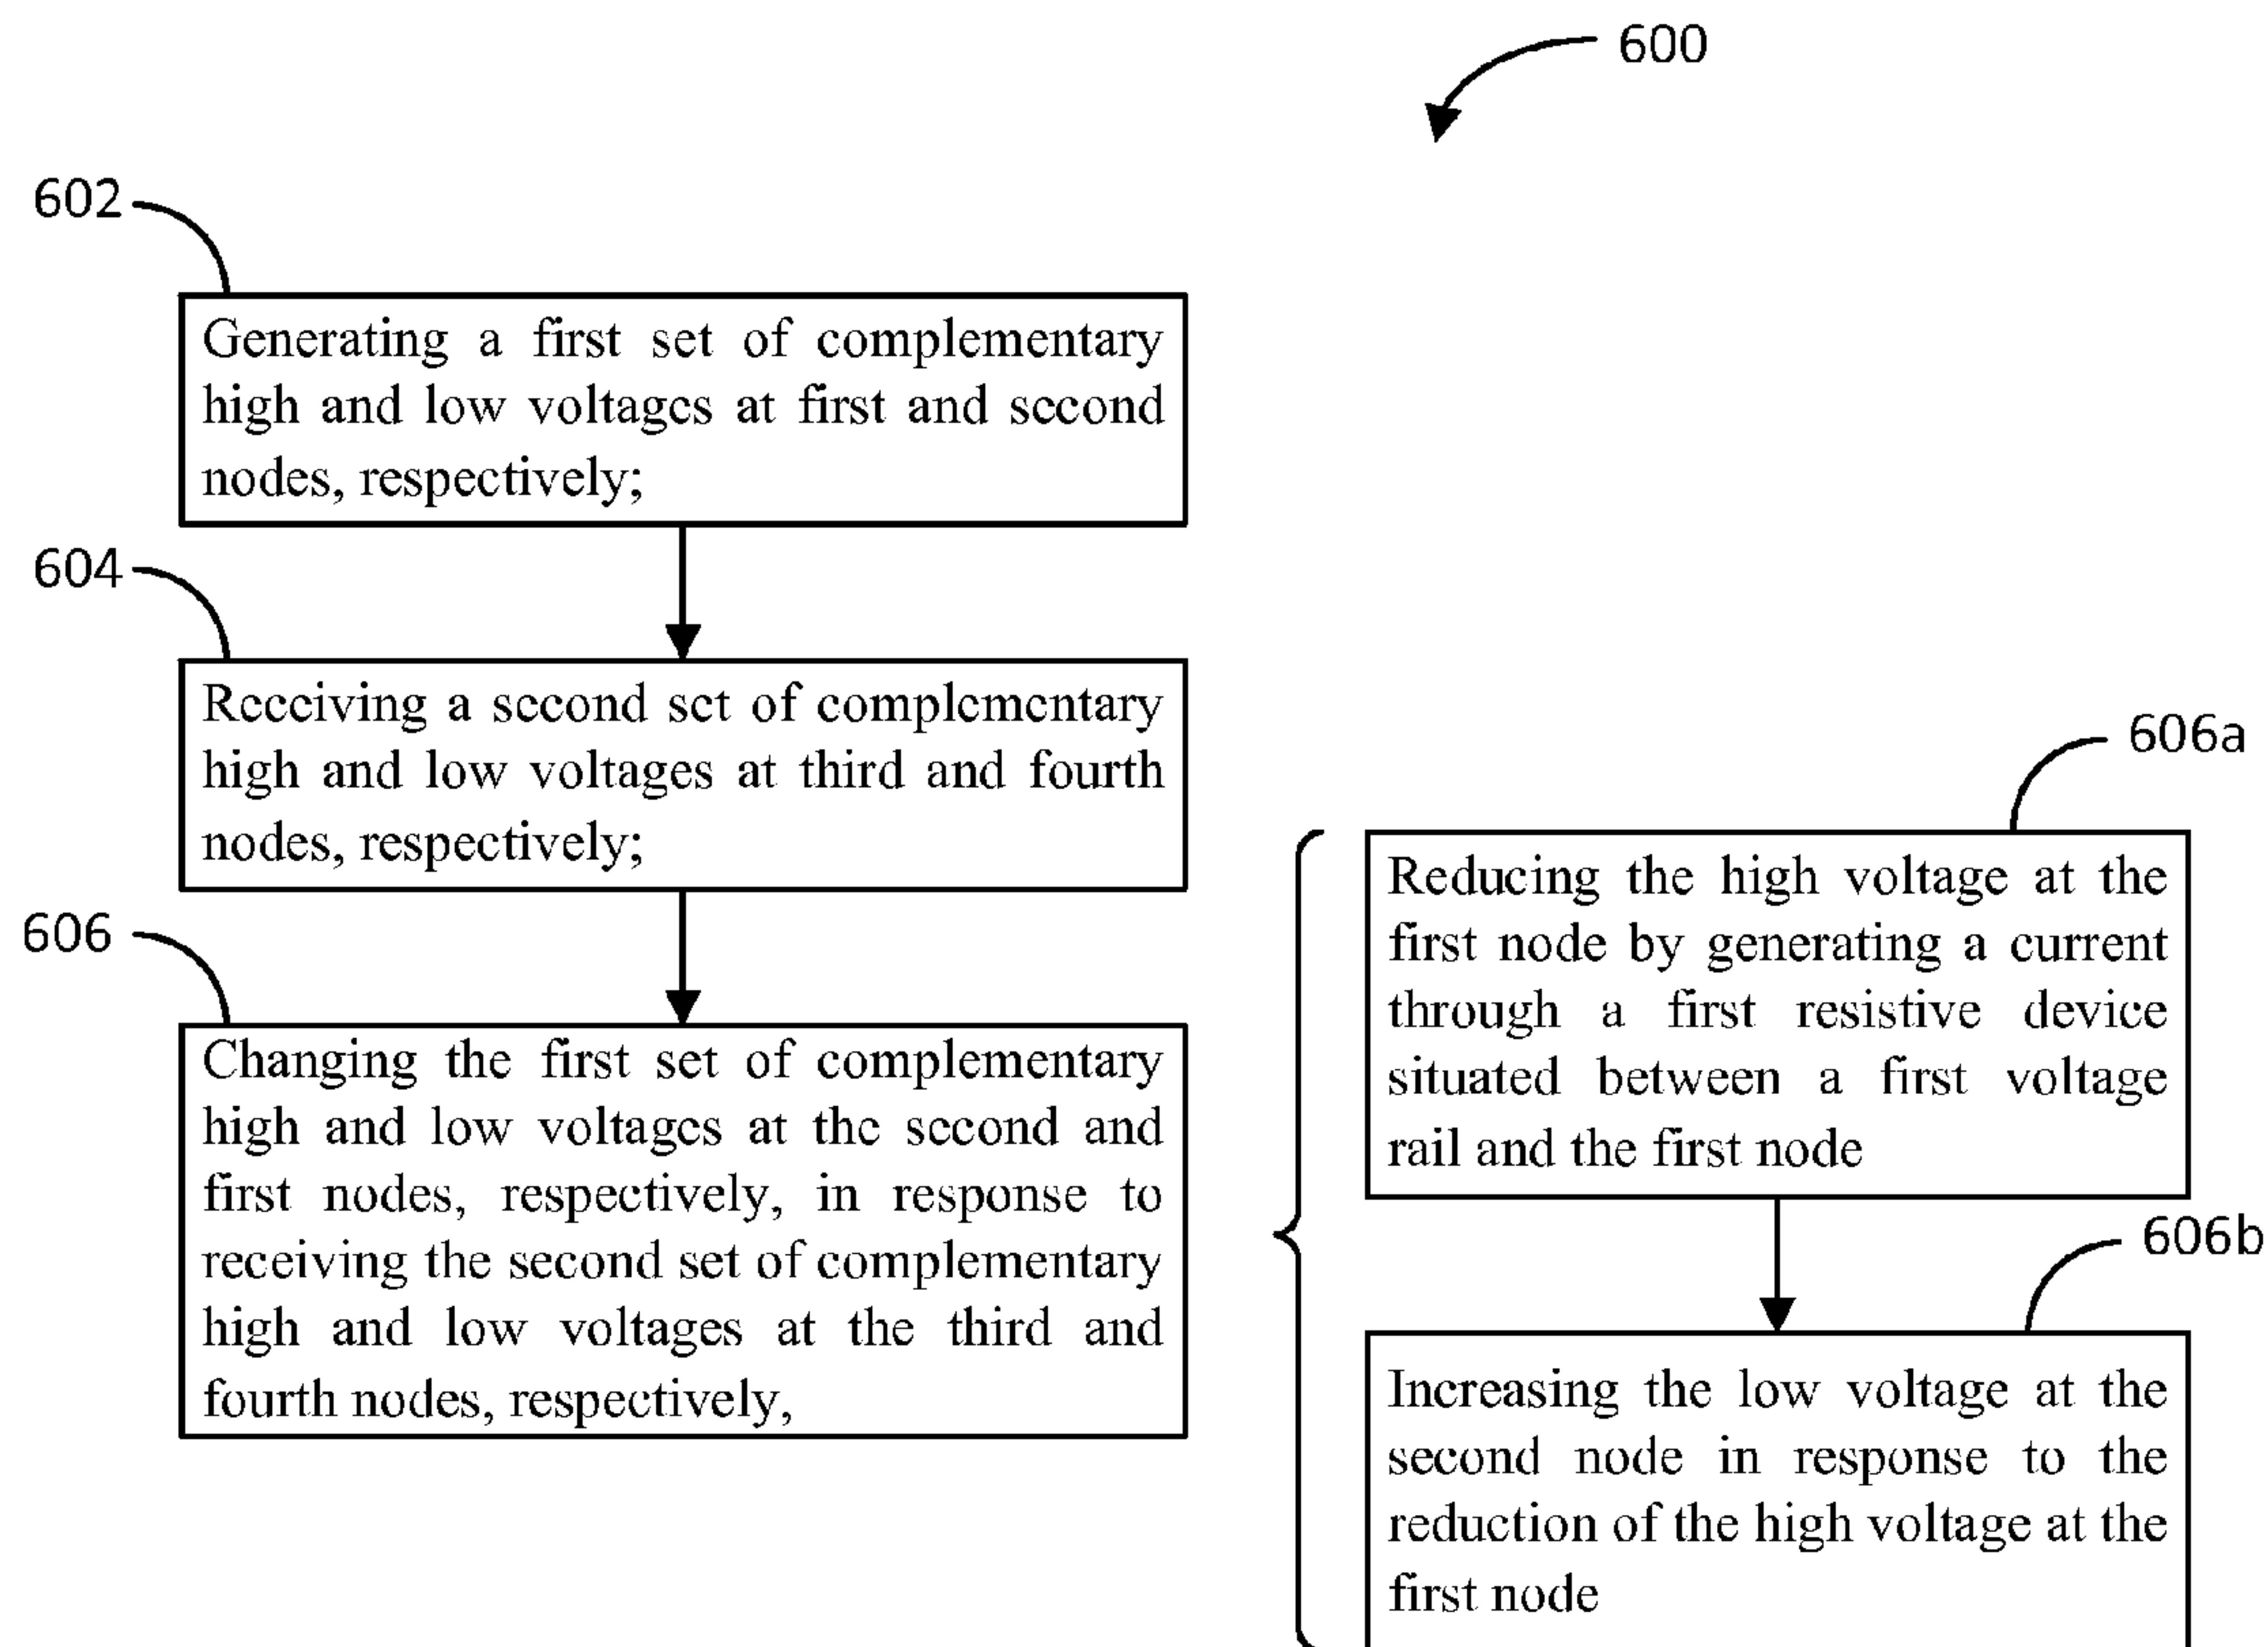 600
602
Generating a first set of complementary
high and low voltages at first and second
nodes, respectively;
604
Receiving a second set of complementary
high and low voltages at third and fourth
nodes, respectively;
606
Changing the first set of complementary
high and low voltages at the second and
first nodes, respectively, in response to
receiving the second set of complementary
high and low voltages at the third and
fourth nodes, respectively,
606a
Reducing the high voltage at the
first node by generating a current
through a first resistive device
situated between a first voltage
rail and the first node
606b
Increasing the low voltage at the
second node in response to the
reduction of the high voltage at the
first node